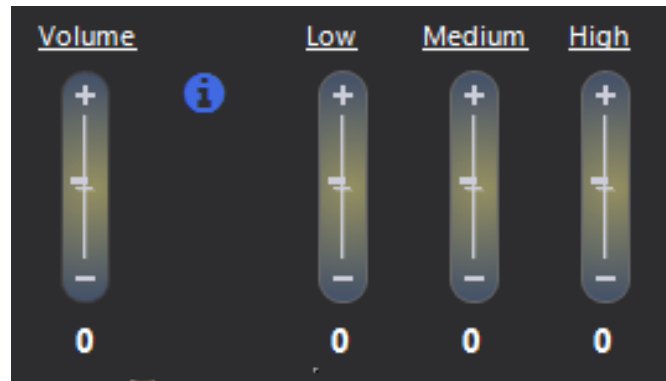 Volume Low Medium High
+ i + + +
- - - -
0 0 0 0